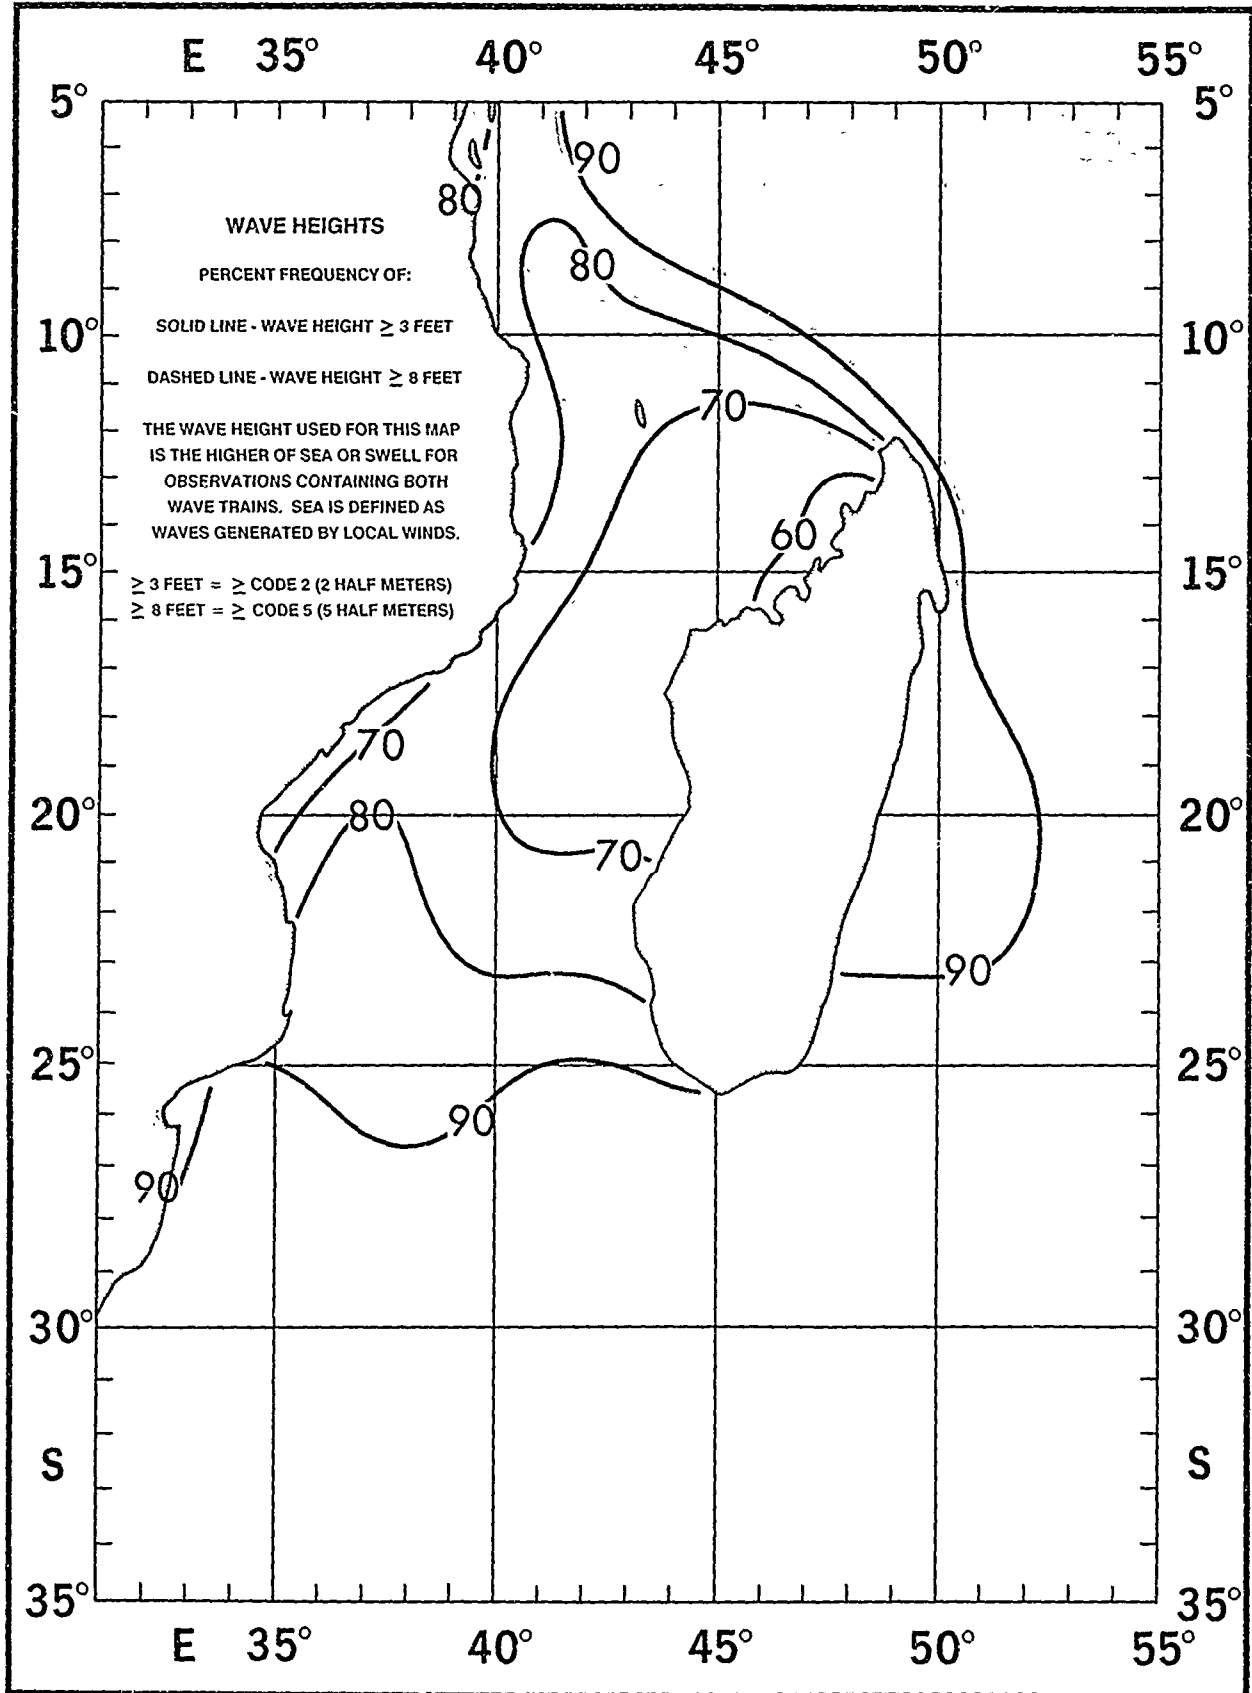 E 35° 40° 45° 50° 55°
5° 5°
90
80
WAVE HEIGHTS
80
PERCENT FREQUENCY OF:
SOLID LINE - WAVE HEIGHT ≥ 3 FEET
10° 10°
DASHED LINE - WAVE HEIGHT ≥ 8 FEET
70
THE WAVE HEIGHT USED FOR THIS MAP
IS THE HIGHER OF SEA OR SWELL FOR
OBSERVATIONS CONTAINING BOTH
WAVE TRAINS. SEA IS DEFINED AS
WAVES GENERATED BY LOCAL WINDS.
60
15° 15°
≥ 3 FEET = ≥ CODE 2 (2 HALF METERS)
≥ 8 FEET = ≥ CODE 5 (5 HALF METERS)
70
20° 80 20°
70
90
25° 25°
90
90
30° 30°
S S
35° 35°
E 35° 40° 45° 50° 55°